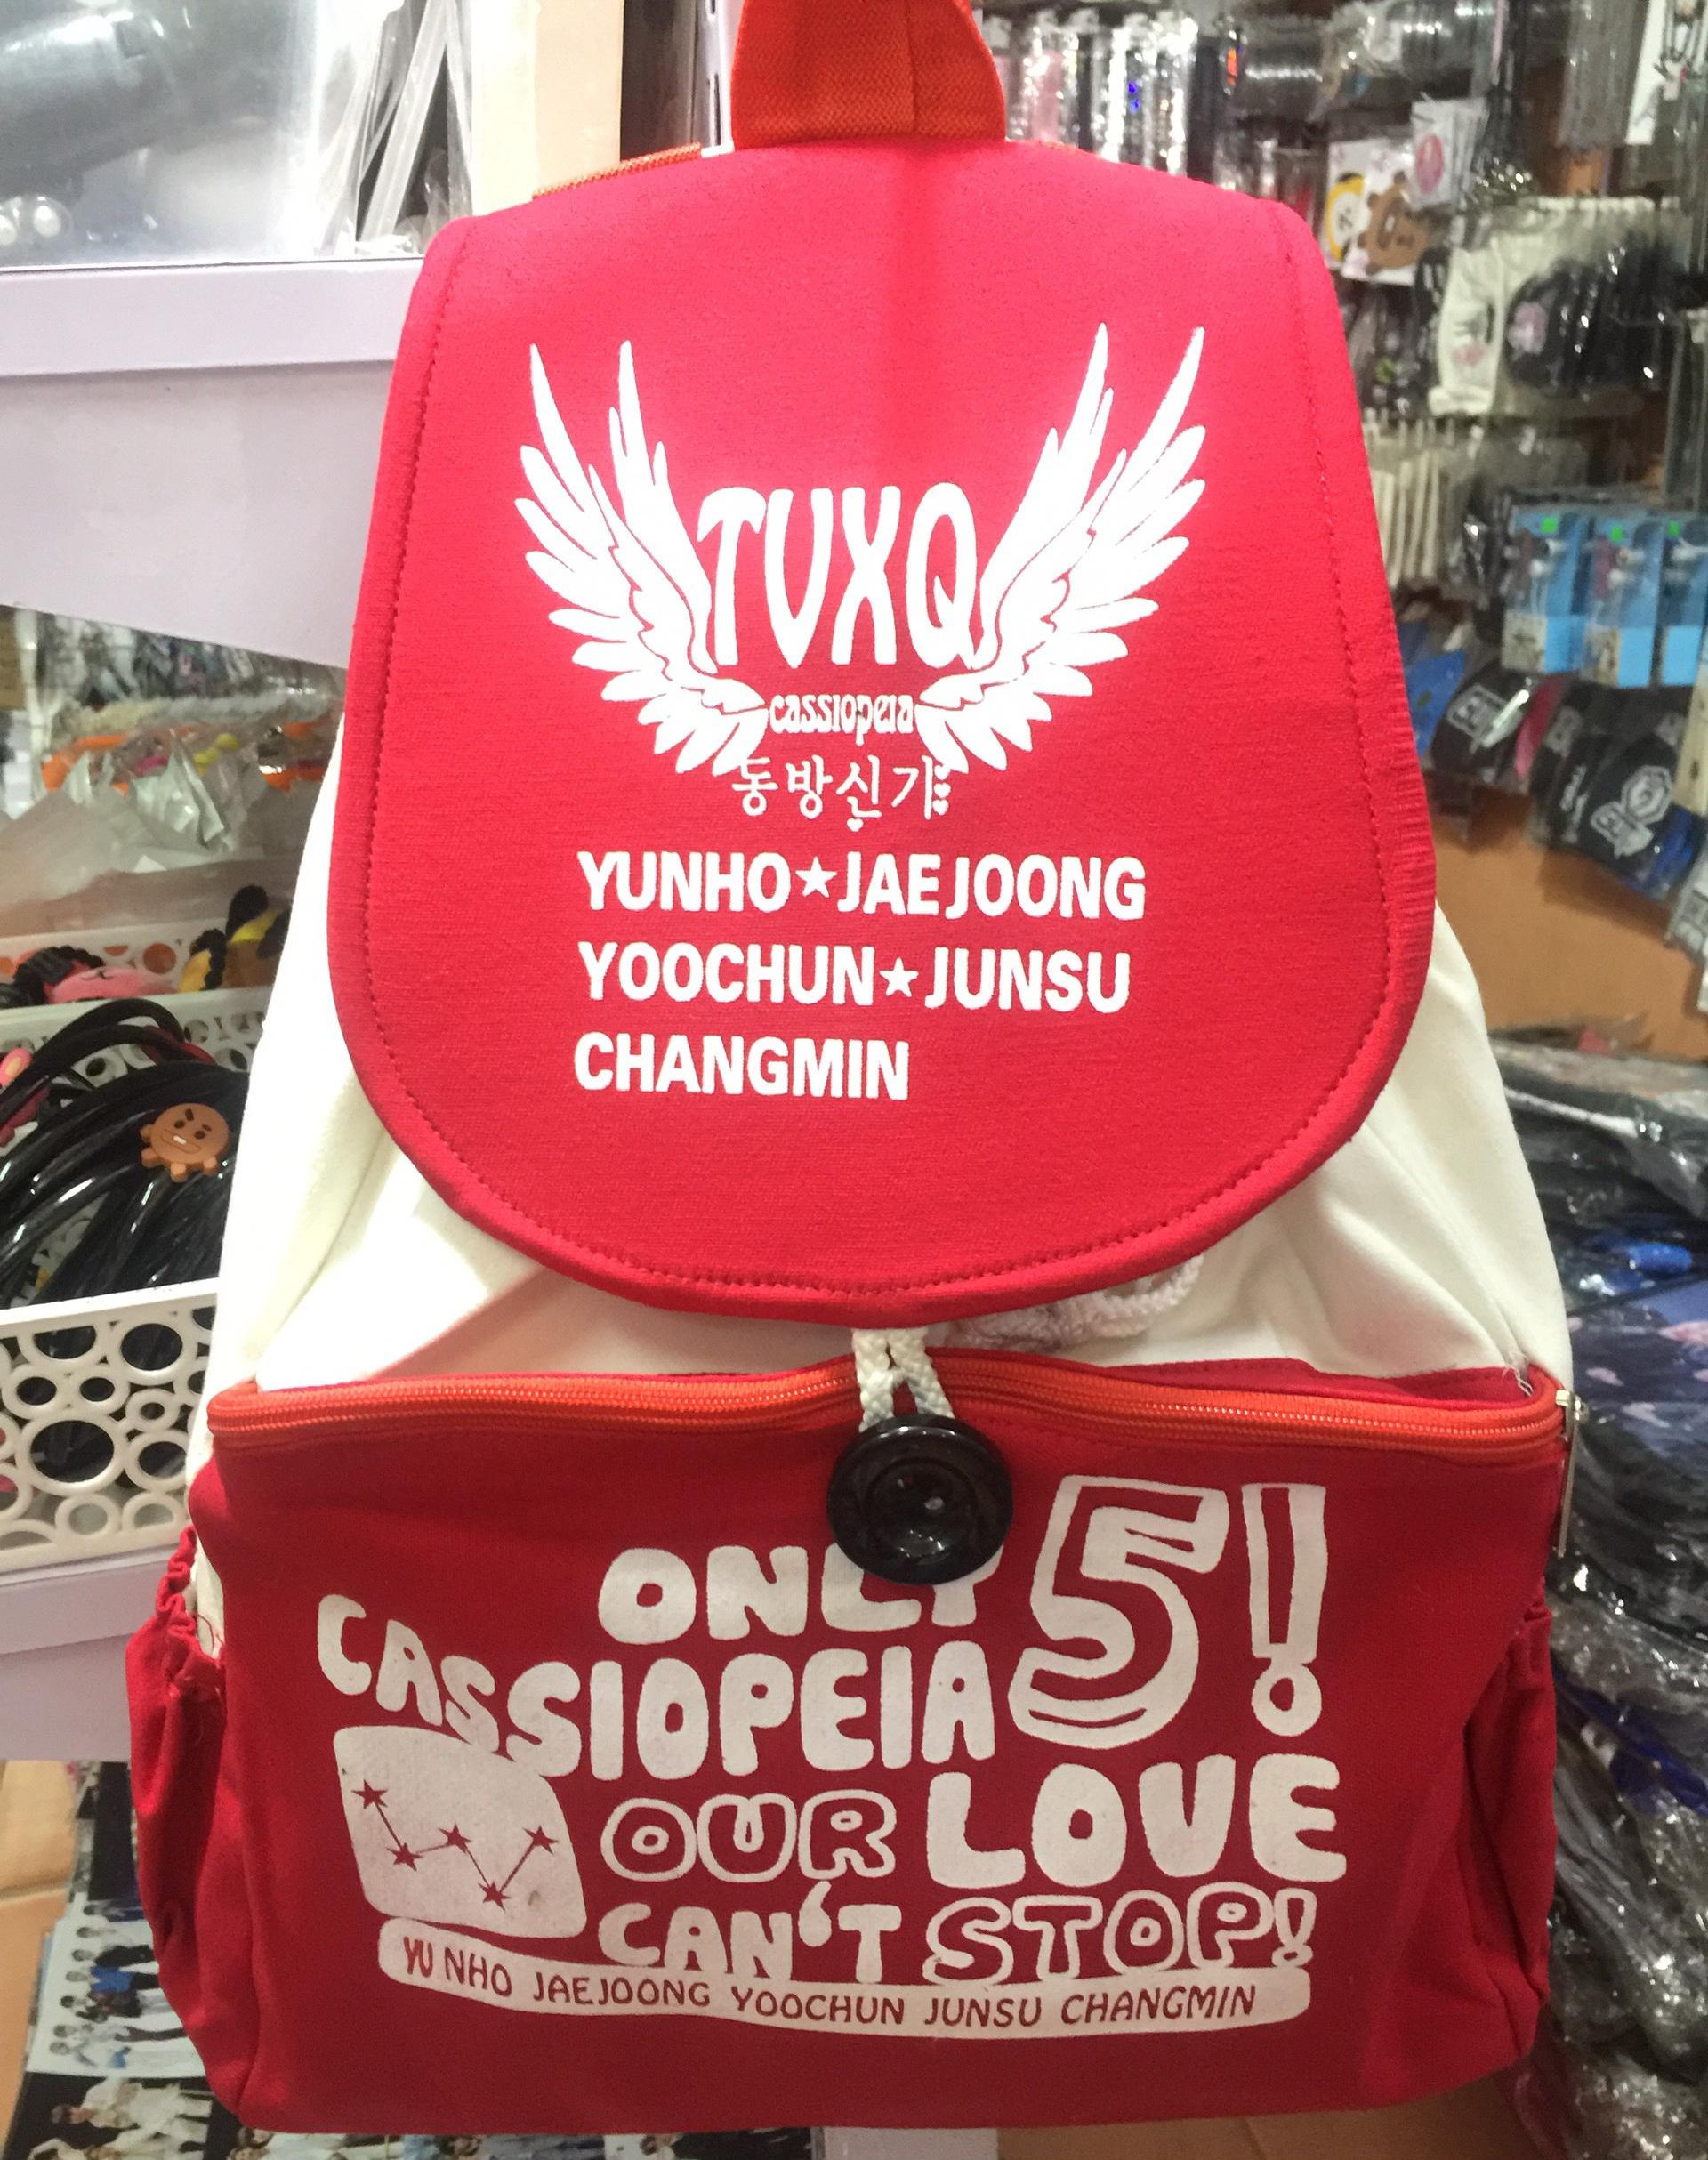 TVXQ
cassiopeia
동방신기
YUNHO★JAEJOONG
YOOCHUN★JUNSU
CHANGMIN
ONLY 5!
CASSIOPEIA
OUR LOVE
CAN'T STOP!
YUNHO JAEJOONG YOOCHUN JUNSU CHANGMIN